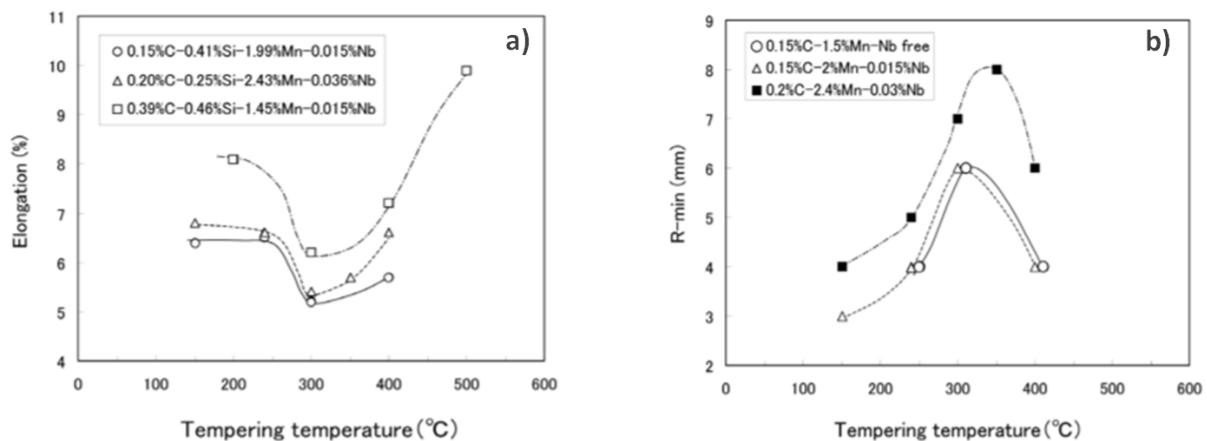 a)
○ 0.15%C-0.41%Si-1.99%Mn-0.015%Nb
△ 0.20%C-0.25%Si-2.43%Mn-0.036%Nb
□ 0.39%C-0.46%Si-1.45%Mn-0.015%Nb
Elongation (%)
11
10
9
8
7
6
5
4
0 100 200 300 400 500 600
Tempering temperature(℃)
b)
○ 0.15%C-1.5%Mn-Nb free
△ 0.15%C-2%Mn-0.015%Nb
■ 0.2%C-2.4%Mn-0.03%Nb
R-min (mm)
9
8
7
6
5
4
3
2
0 100 200 300 400 500 600
Tempering temperature(℃)